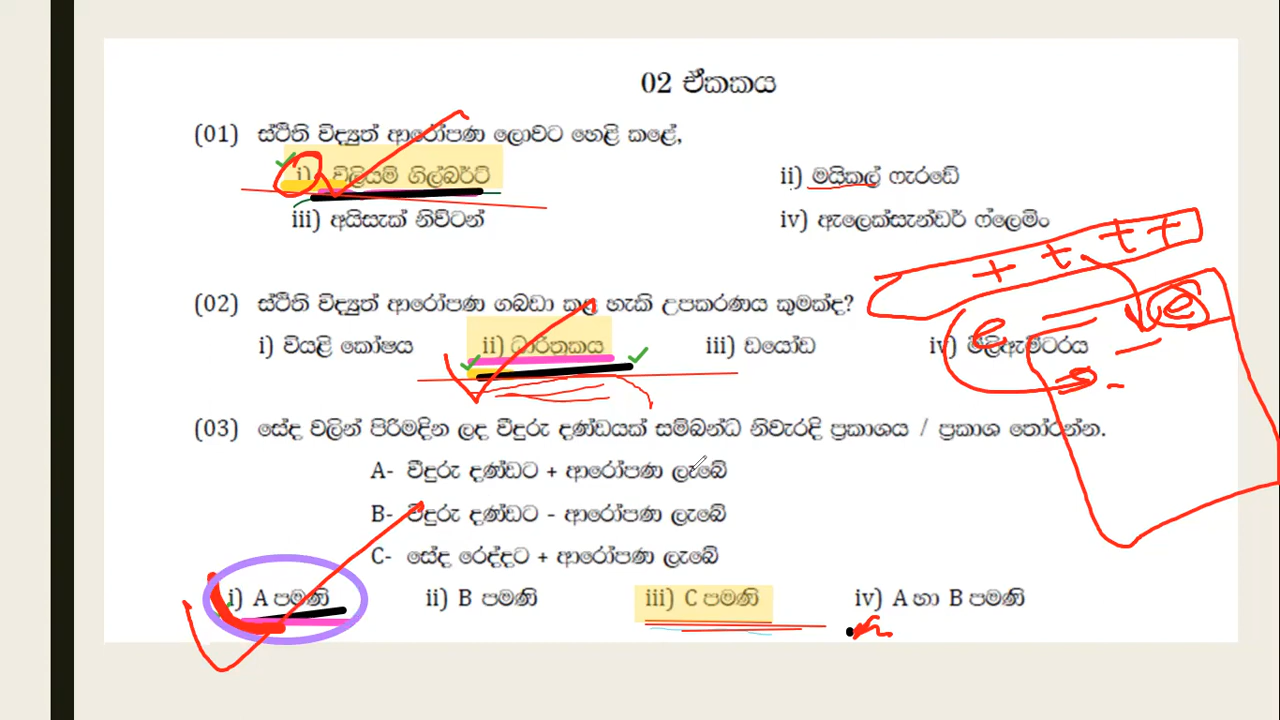 02 ඒකකය
(01) ස්ථිති විද්‍යුත් ආරෝපණ ලොවට හෙළි කළේ,
i) විලියම් ගිල්බර්ට් ii) මයිකල් ෆැරඩේ
iii) අයිසැක් නිව්ටන් iv) ඇලෙක්සැන්ඩර් ෆ්ලෙමිං
+ + + +
(02) ස්ථිති විද්‍යුත් ආරෝපණ ගබඩා කළ හැකි උපකරණය කුමක්ද?
e e
i) වියළි කෝෂය ii) ධාරිත්‍රකය iii) ඩයෝඩ iv) මිලිඇමීටරය
(03) සේද වලින් පිරිමදින ලද වීදුරු දණ්ඩයක් සම්බන්ධ නිවැරදි ප්‍රකාශය / ප්‍රකාශ තෝරන්න.
A- වීදුරු දණ්ඩට + ආරෝපණ ලැබේ
B- වීදුරු දණ්ඩට - ආරෝපණ ලැබේ
C- සේද රෙද්දට + ආරෝපණ ලැබේ
i) A පමණි ii) B පමණි iii) C පමණි iv) A හා B පමණි